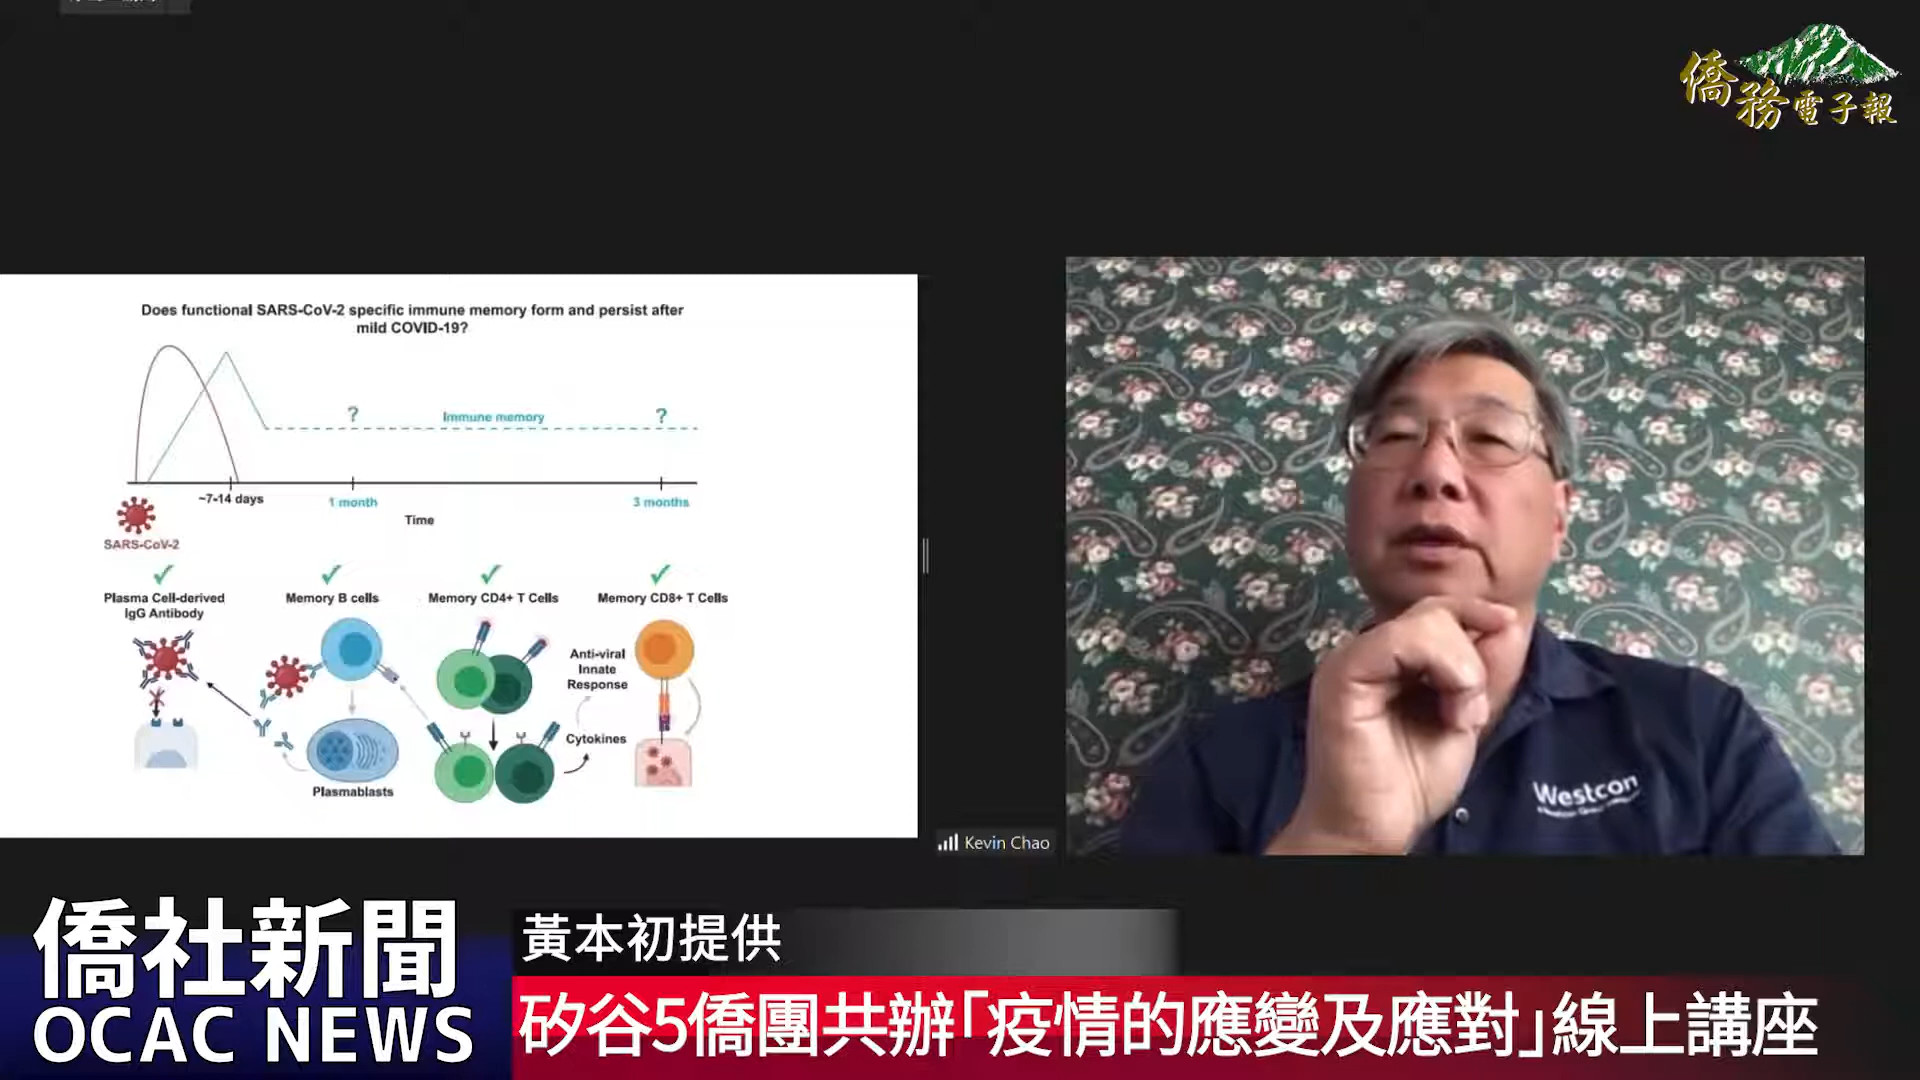 僑務電子報
Does functional SARS-CoV-2 specific immune memory form and persist after
mild COVID-19?
? Immune memory ?
~7-14 days
1 month
3 months
Time
SARS-CoV-2
Plasma Cell-derived
IgG Antibody
Memory B cells
Memory CD4+ T Cells
Memory CD8+ T Cells
Anti-viral
Innate
Response
Cytokines
Plasmablasts
Kevin Chao
Westcon
僑社新聞
OCAC NEWS
黃本初提供
矽谷5僑團共辦「疫情的應變及應對」線上講座